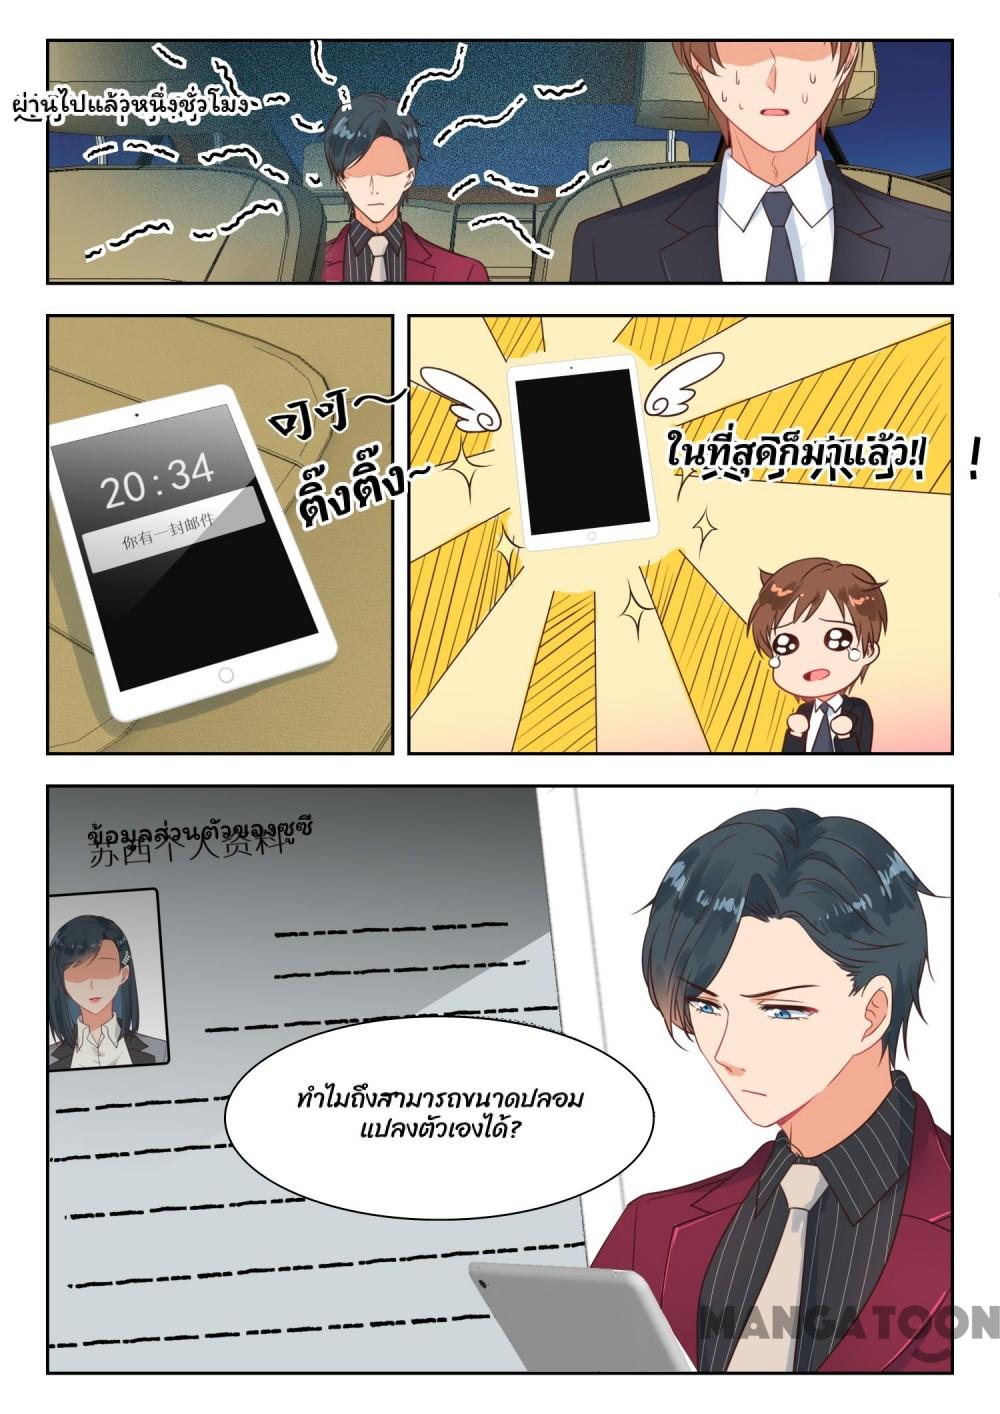 ผ่านไปแล้วหนึ่งชั่วโมง
20:34
你有一封邮件
叮叮~
ติ๊งติ๊ง~
ในที่สุดก็มาแล้ว!!
!
ข้อมูลส่วนตัวของซูซี
苏西个人资料
ทำไมถึงสามารถขนาดปลอม
แปลงตัวเองได้?
MANGATOON